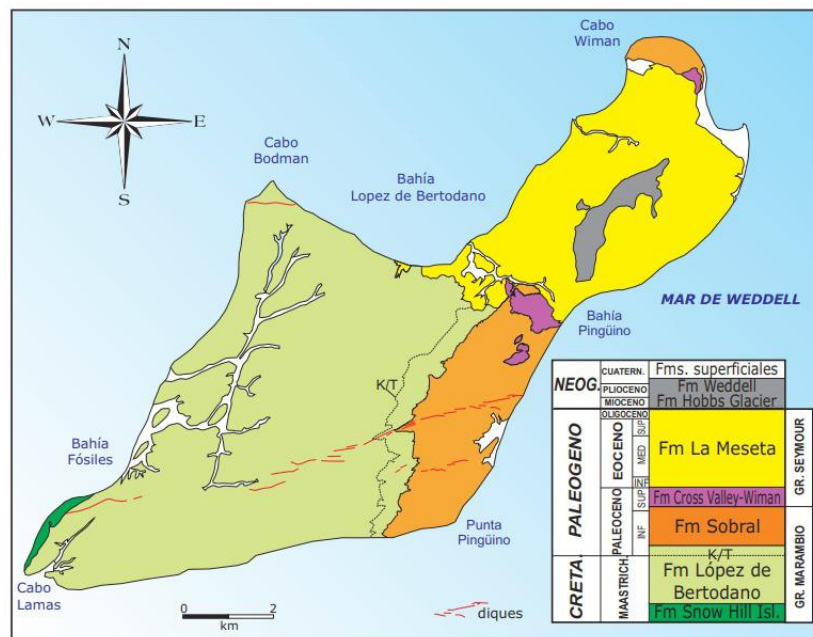 Cabo
Wiman
N
W
E
S
Cabo
Bodman
Bahía
Lopez de Bertodano
MAR DE WEDDELL
Bahía
Pingüino
K/T
Bahía
Fósiles
Punta
Pingüino
Cabo
Lamas
0 2
km
diques
NEOG.
CUATERN.
Fms. superficiales
PLIOCENO
Fm Weddell
MIOCENO
Fm Hobbs Glacier
PALEOGENO
OLIGOCENO
EOCENO
SUP
MED
INF
Fm La Meseta
GR. SEYMOUR
PALEOCENO
SUP
Fm Cross Valley-Wiman
INF
Fm Sobral
GR. MARAMBIO
CRETA.
MAASTRICH.
K/T
Fm López de
Bertodano
Fm Snow Hill Isl.